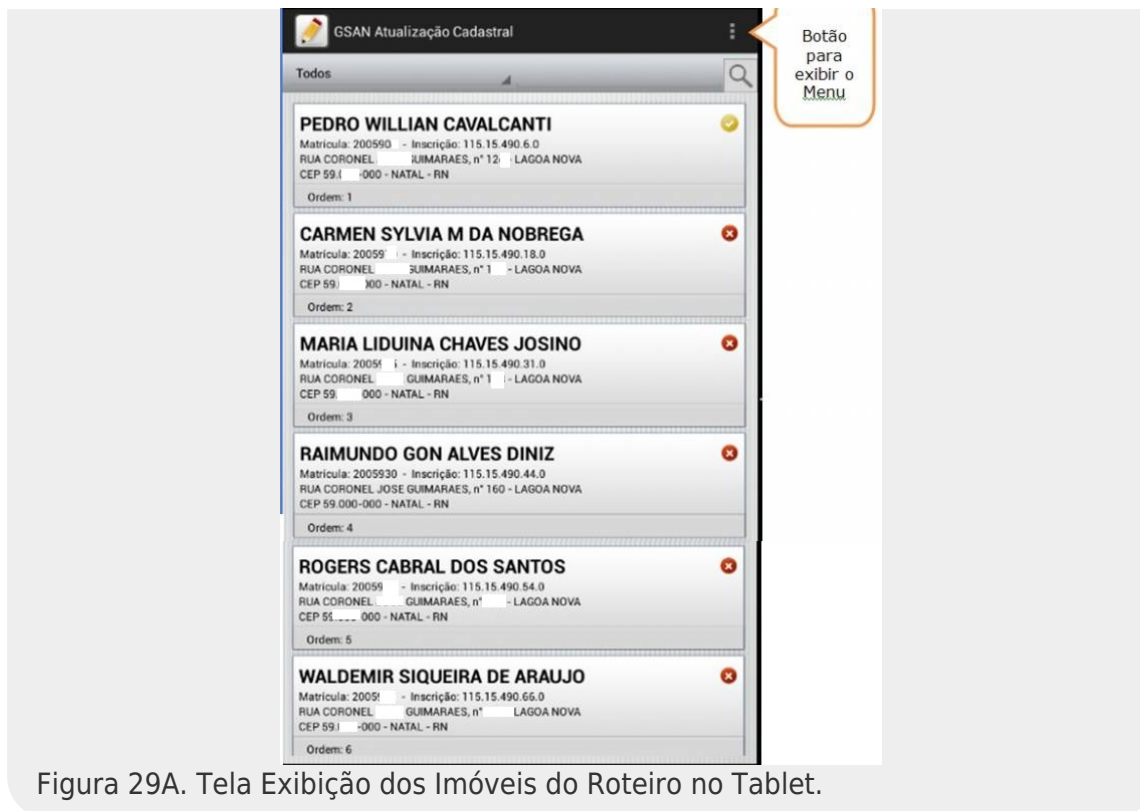 GSAN Atualização Cadastral
Botão
para
exibir o
Menu
Todos
PEDRO WILLIAN CAVALCANTI
Matrícula: 200590 - Inscrição: 115.15.490.6.0
RUA CORONEL GUIMARAES, n° 12 - LAGOA NOVA
CEP 59. -000 - NATAL - RN
Ordem: 1
CARMEN SYLVIA M DA NOBREGA
Matrícula: 20059 - Inscrição: 115.15.490.18.0
RUA CORONEL GUIMARAES, n° 1 - LAGOA NOVA
CEP 59. 000 - NATAL - RN
Ordem: 2
MARIA LIDUINA CHAVES JOSINO
Matrícula: 2005 - Inscrição: 115.15.490.31.0
RUA CORONEL GUIMARAES, n° 1 - LAGOA NOVA
CEP 59. 000 - NATAL - RN
Ordem: 3
RAIMUNDO GON ALVES DINIZ
Matrícula: 2005930 - Inscrição: 115.15.490.44.0
RUA CORONEL JOSE GUIMARAES, n° 160 - LAGOA NOVA
CEP 59.000-000 - NATAL - RN
Ordem: 4
ROGERS CABRAL DOS SANTOS
Matrícula: 20059 - Inscrição: 115.15.490.54.0
RUA CORONEL GUIMARAES, n° - LAGOA NOVA
CEP 59 000 - NATAL - RN
Ordem: 5
WALDEMIR SIQUEIRA DE ARAUJO
Matrícula: 2005 - Inscrição: 115.15.490.66.0
RUA CORONEL GUIMARAES, n° LAGOA NOVA
CEP 59. -000 - NATAL - RN
Ordem: 6
Figura 29A. Tela Exibição dos Imóveis do Roteiro no Tablet.